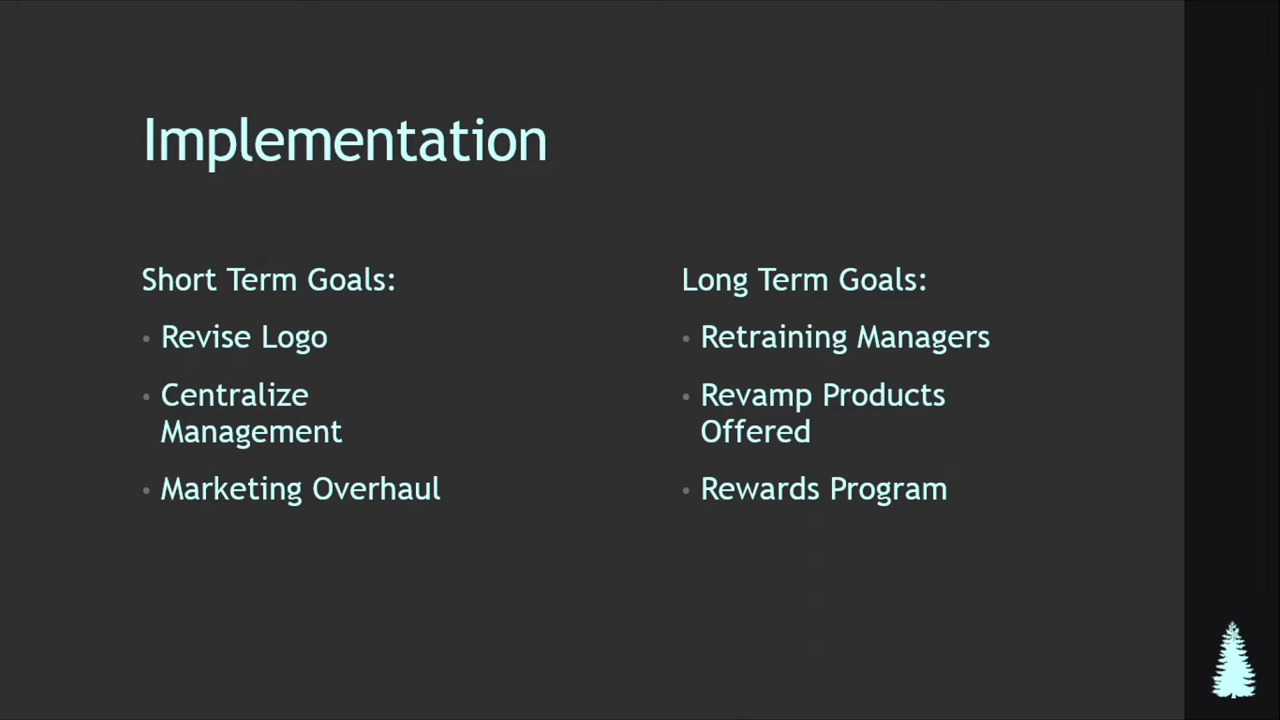 Implementation
Short Term Goals:
• Revise Logo
• Centralize
Management
• Marketing Overhaul
Long Term Goals:
• Retraining Managers
• Revamp Products
Offered
• Rewards Program